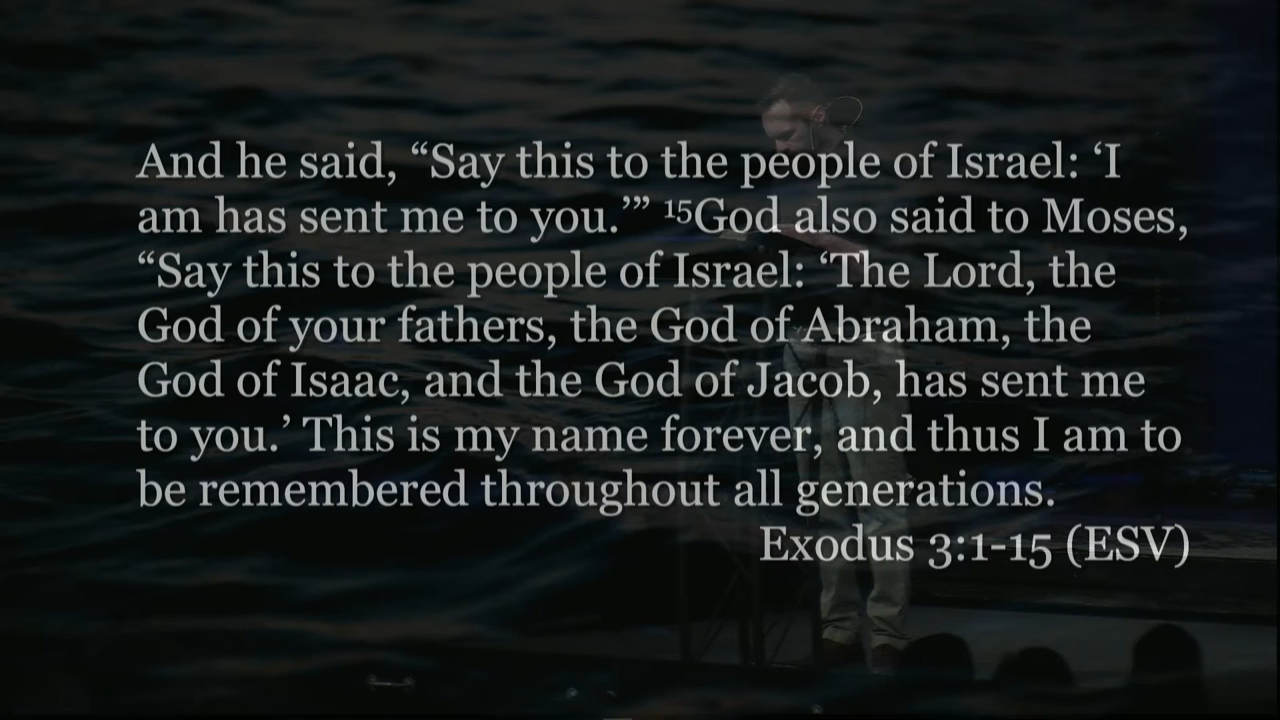 And he said, “Say this to the people of Israel: ‘I
am has sent me to you.’” ¹⁵God also said to Moses,
“Say this to the people of Israel: ‘The Lord, the
God of your fathers, the God of Abraham, the
God of Isaac, and the God of Jacob, has sent me
to you.’ This is my name forever, and thus I am to
be remembered throughout all generations.
Exodus 3:1-15 (ESV)